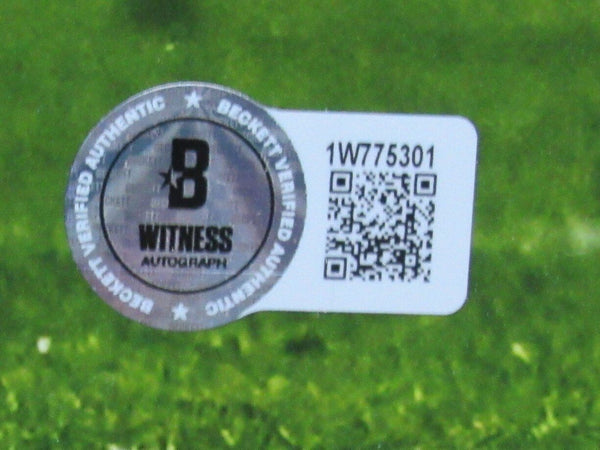 BECKETT VERIFIED AUTHENTIC
BECKETT VERIFIED AUTHENTIC
B
WITNESS
AUTOGRAPH
1W775301